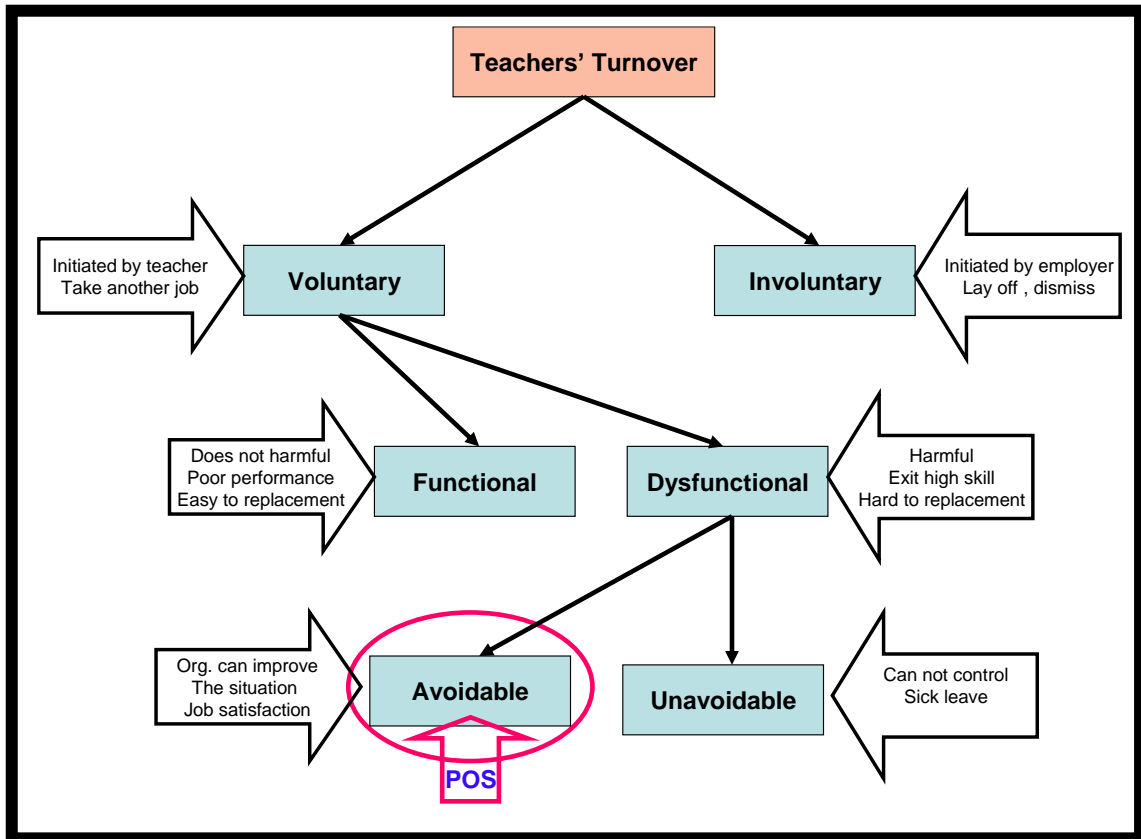 Teachers’ Turnover
Initiated by teacher
Take another job
Voluntary
Involuntary
Initiated by employer
Lay off , dismiss
Does not harmful
Poor performance
Easy to replacement
Functional
Dysfunctional
Harmful
Exit high skill
Hard to replacement
Org. can improve
The situation
Job satisfaction
Avoidable
Unavoidable
Can not control
Sick leave
POS